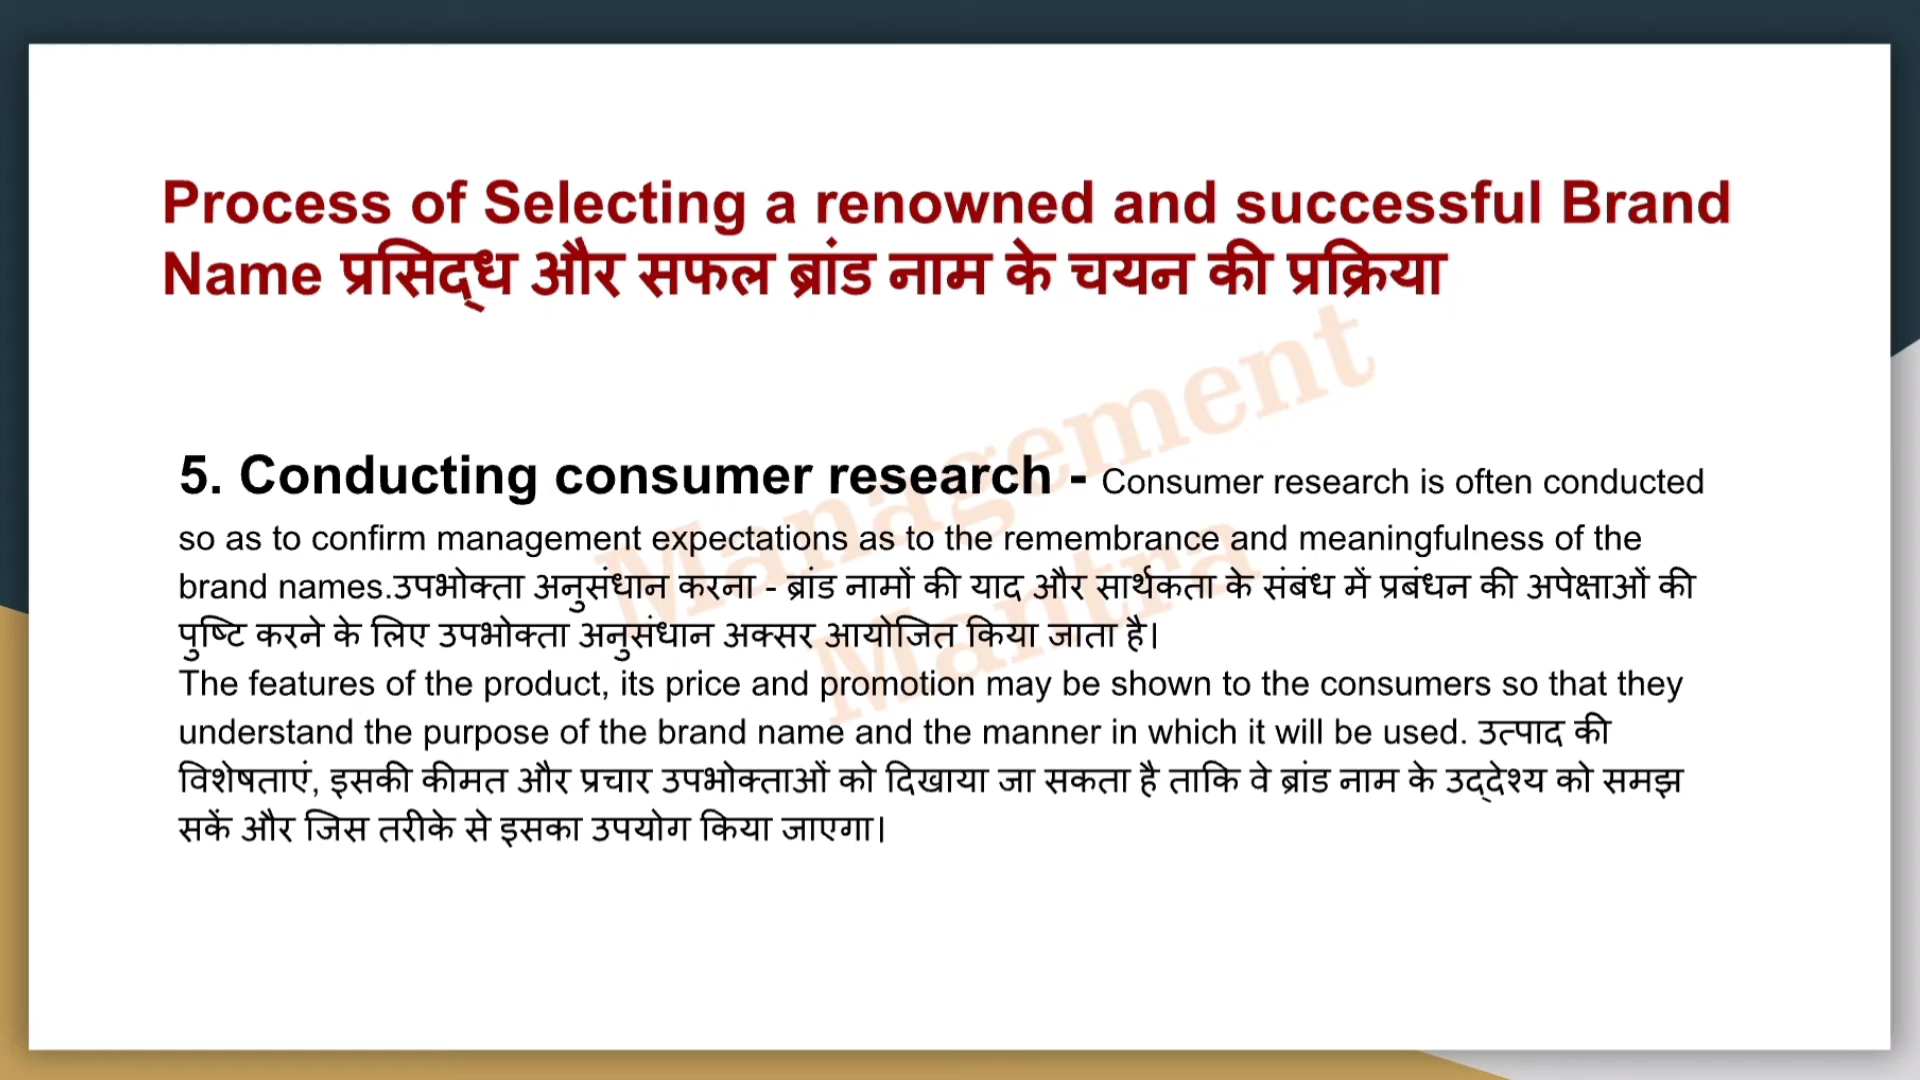 Process of Selecting a renowned and successful Brand
Name प्रसिद्ध और सफल ब्रांड नाम के चयन की प्रक्रिया
5. Conducting consumer research - Consumer research is often conducted
so as to confirm management expectations as to the remembrance and meaningfulness of the
brand names.उपभोक्ता अनुसंधान करना - ब्रांड नामों की याद और सार्थकता के संबंध में प्रबंधन की अपेक्षाओं की
पुष्टि करने के लिए उपभोक्ता अनुसंधान अक्सर आयोजित किया जाता है।
The features of the product, its price and promotion may be shown to the consumers so that they
understand the purpose of the brand name and the manner in which it will be used. उत्पाद की
विशेषताएं, इसकी कीमत और प्रचार उपभोक्ताओं को दिखाया जा सकता है ताकि वे ब्रांड नाम के उद्देश्य को समझ
सकें और जिस तरीके से इसका उपयोग किया जाएगा।
Management
Mantra